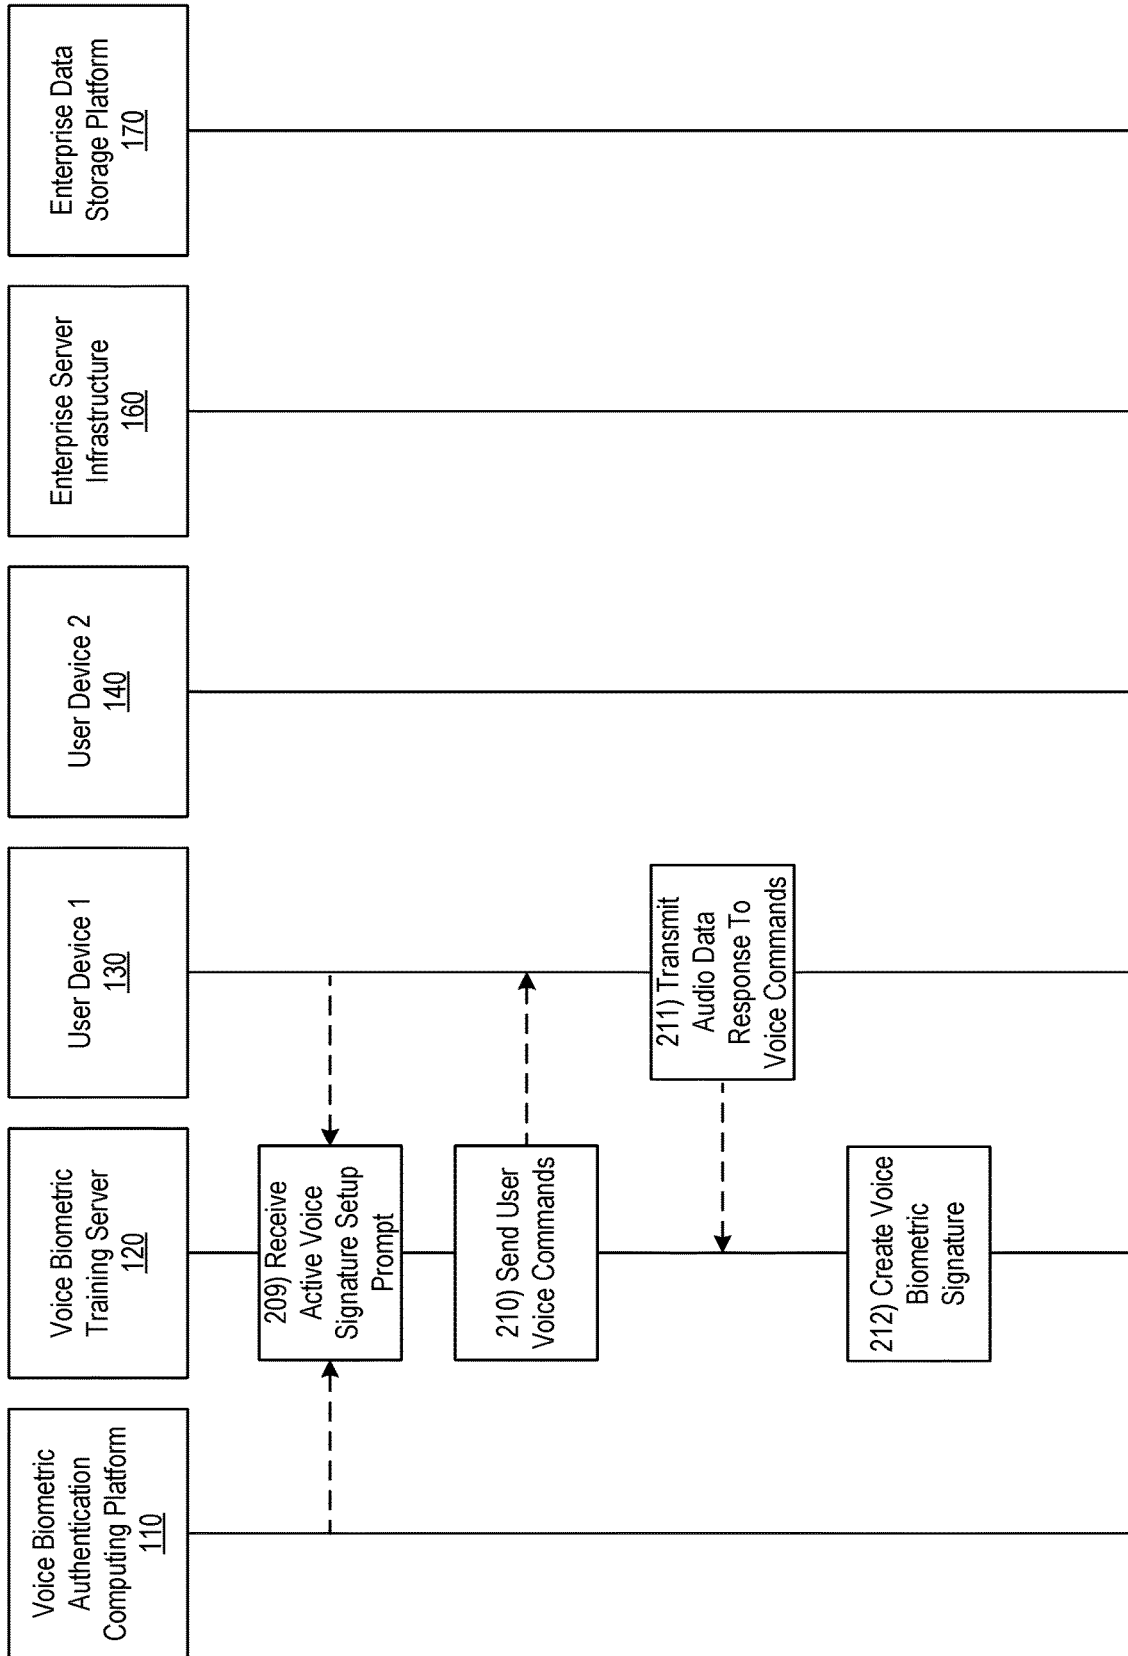 Voice Biometric
Authentication
Computing Platform
110
Voice Biometric
Training Server
120
User Device 1
130
User Device 2
140
Enterprise Server
Infrastructure
160
Enterprise Data
Storage Platform
170
209) Receive
Active Voice
Signature Setup
Prompt
210) Send User
Voice Commands
211) Transmit
Audio Data
Response To
Voice Commands
212) Create Voice
Biometric
Signature